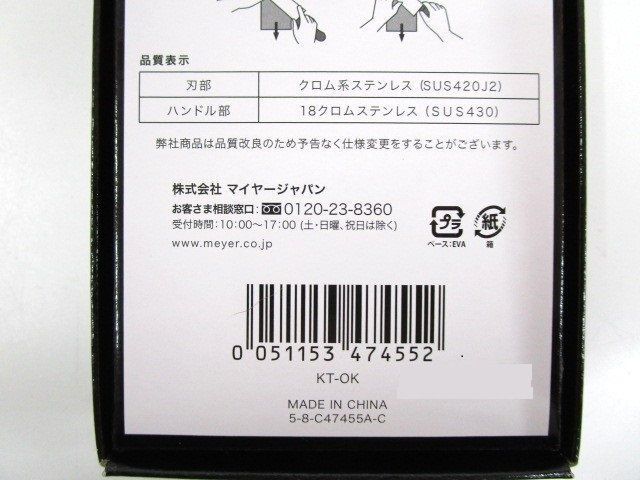 品質表示
刃部 クロム系ステンレス (SUS420J2)
ハンドル部 18クロムステンレス (SUS430)
弊社商品は品質改良のため予告なく仕様変更をすることがございます。
株式会社 マイヤージャパン
お客さま相談窓口: 0120-23-8360
受付時間:10:00〜17:00 (土・日曜、祝日は除く)
www.meyer.co.jp
プラ
ベース:EVA
紙
箱
0 051153 474552
KT-OK
MADE IN CHINA
5-8-C47455A-C